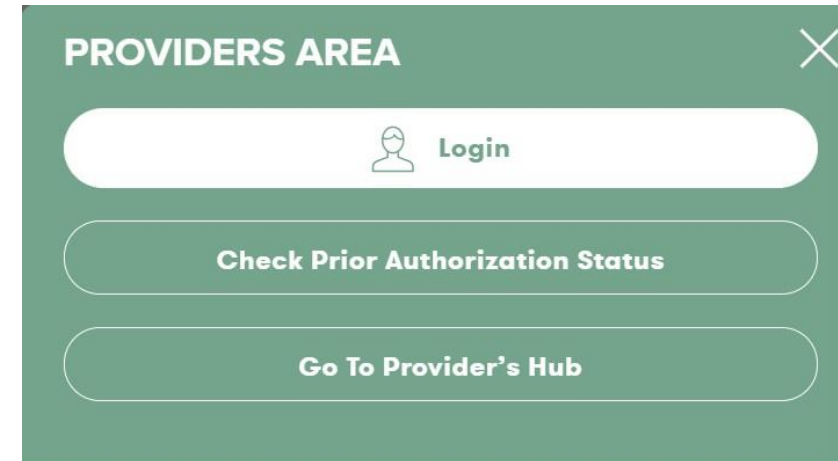 PROVIDERS AREA
Login
Check Prior Authorization Status
Go To Provider’s Hub